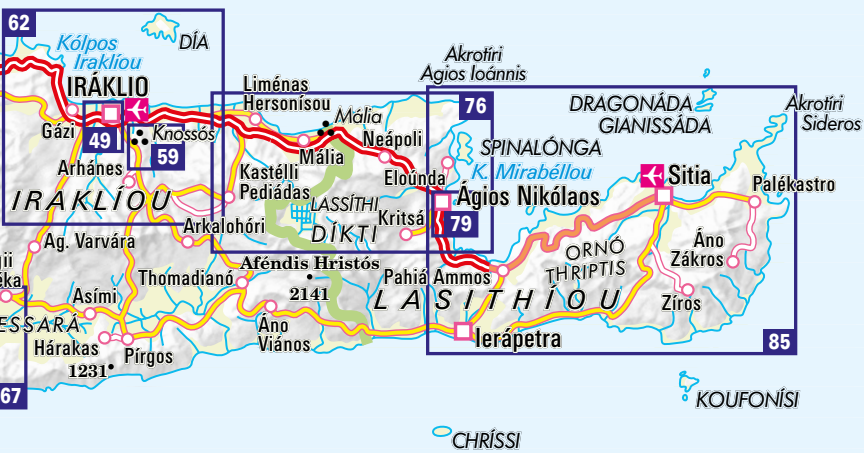 62
Kólpos
Iraklíou
DÍA
IRÁKLIO
Gázi
49
Knossós
59
Arhánes
IRAKLÍOU
Liménas
Hersonísou
Mália
Mália
Neápoli
76
Akrotíri
Agios Ioánnis
SPINALÓNGA
K. Mirabéllou
Eloúnda
Kastélli
Pediádas
LASSÍTHI
DÍKTI
Kritsá
Ágios Nikólaos
79
DRAGONÁDA
GIANISSÁDA
Akrotíri
Sideros
Sitia
Palékastro
Áno
Zákros
Zíros
ORNÓ
THRIPTIS
Arkalohóri
Ag. Varvára
Aféndis Hristós
2141
Thomadianó
Pahiá Ammos
LASITHÍOU
Asími
ESSARÁ
Hárakas
Pírgos
1231
Áno
Viános
Ierápetra
85
67
KOUFONÍSI
CHRÍSSI